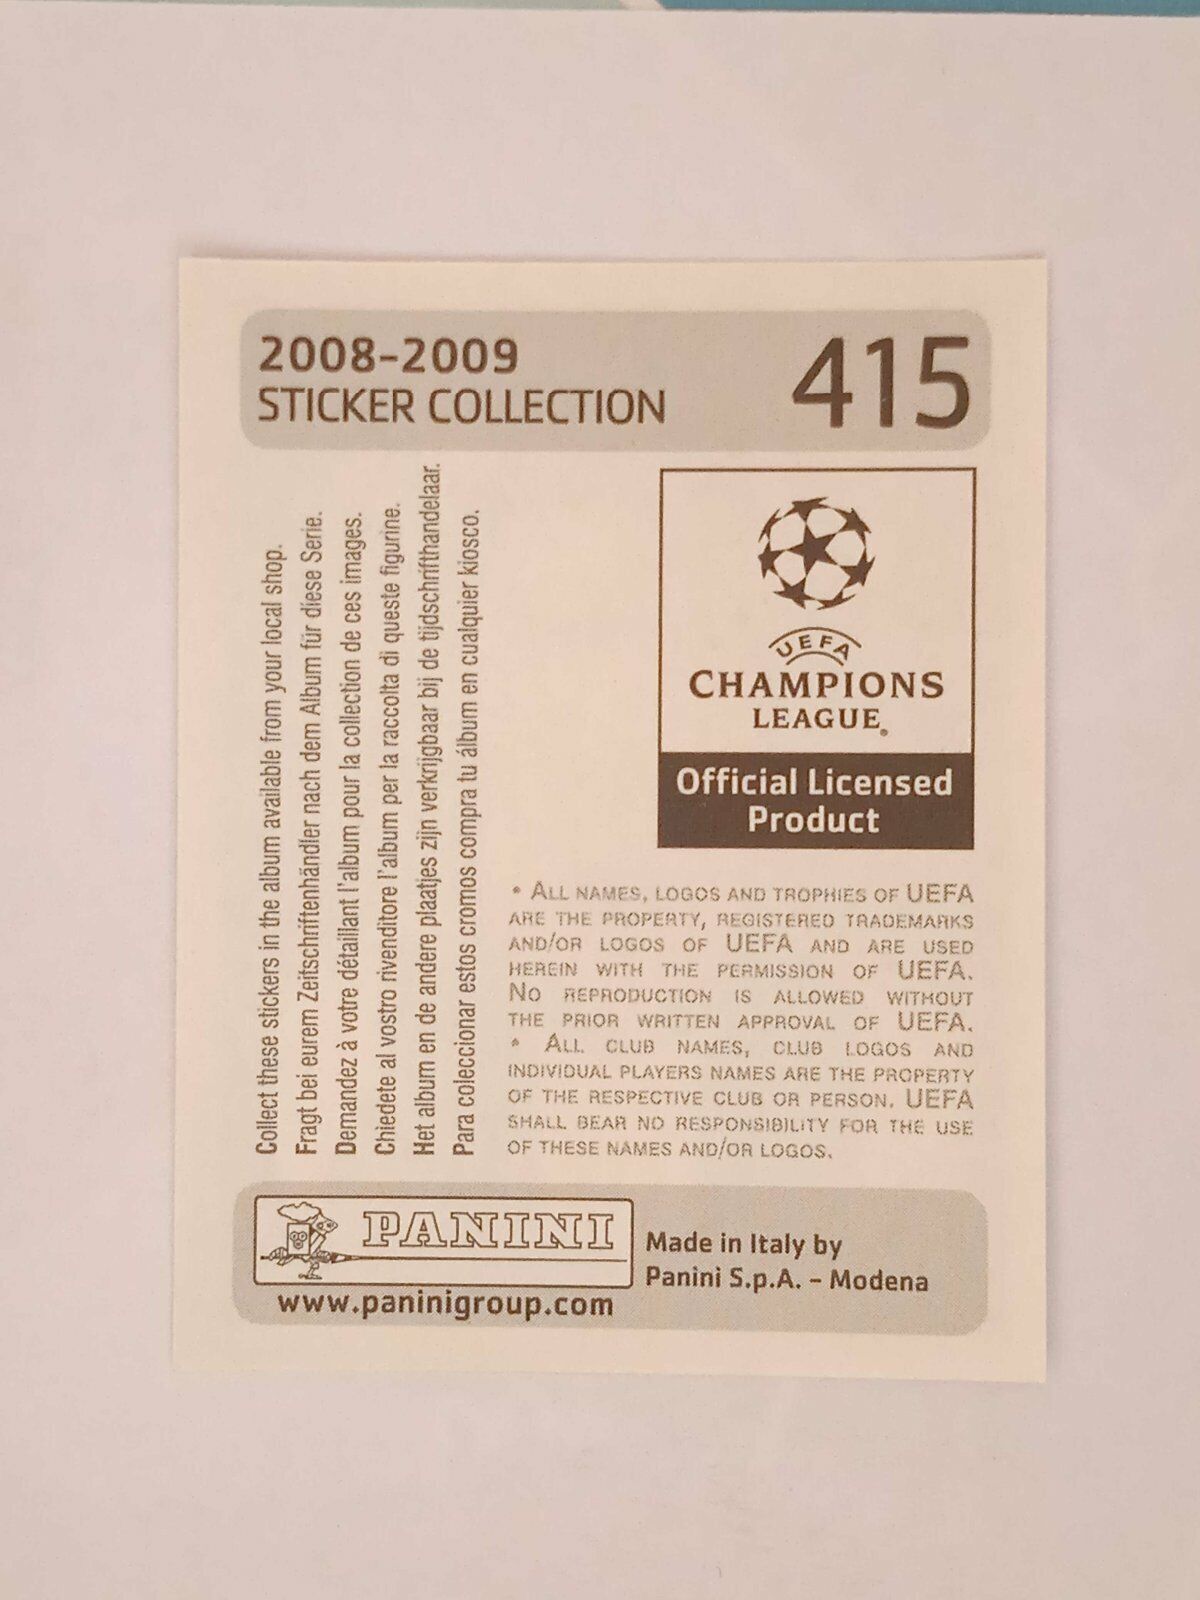 2008-2009
STICKER COLLECTION
415
Collect these stickers in the album available from your local shop.
Fragt bei eurem Zeitschriftenhändler nach dem Album für diese Serie.
Demandez à votre détaillant l'album pour la collection de ces images.
Chiedete al vostro rivenditore l'album per la raccolta di queste figurine.
Het album en de andere plaatjes zijn verkrijgbaar bij de tijdschrifthandelaar.
Para coleccionar estos cromos compra tu álbum en cualquier kiosco.
UEFA
CHAMPIONS
LEAGUE®
Official Licensed
Product
* ALL NAMES, LOGOS AND TROPHIES OF UEFA
ARE THE PROPERTY, REGISTERED TRADEMARKS
AND/OR LOGOS OF UEFA AND ARE USED
HEREIN WITH THE PERMISSION OF UEFA.
NO REPRODUCTION IS ALLOWED WITHOUT
THE PRIOR WRITTEN APPROVAL OF UEFA.
* ALL CLUB NAMES, CLUB LOGOS AND
INDIVIDUAL PLAYERS NAMES ARE THE PROPERTY
OF THE RESPECTIVE CLUB OR PERSON. UEFA
SHALL BEAR NO RESPONSIBILITY FOR THE USE
OF THESE NAMES AND/OR LOGOS.
PANINI
www.paninigroup.com
Made in Italy by
Panini S.p.A. - Modena